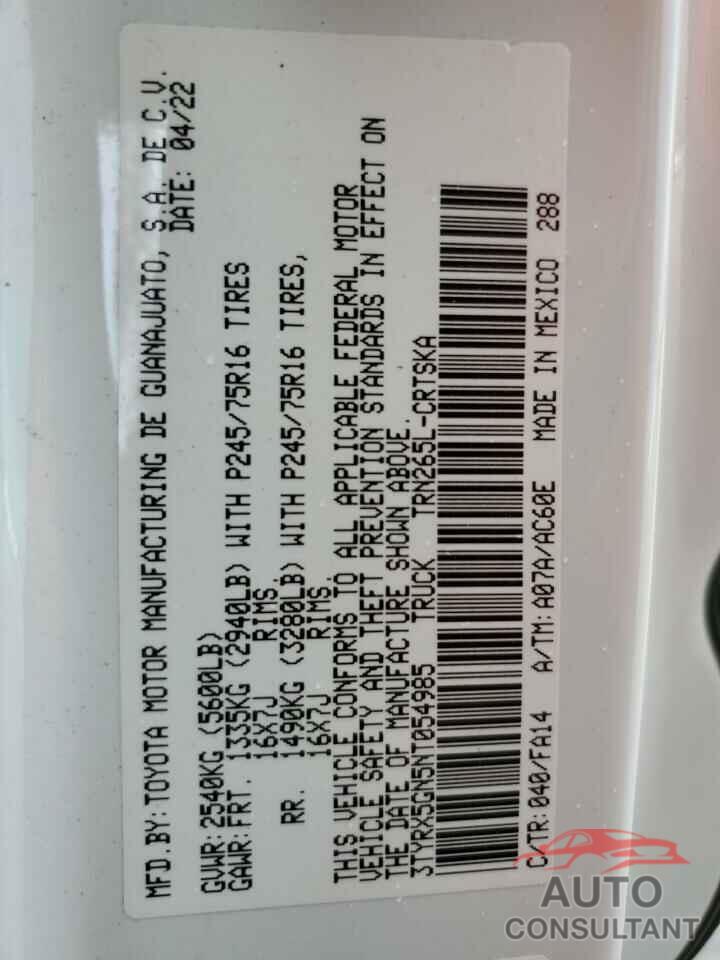 MFD.BY:TOYOTA MOTOR MANUFACTURING DE GUANAJUATO, S.A. DE C.V.
DATE: 04/22
GVWR:2540KG (5600LB)
GAWR:FRT. 1335KG (2940LB) WITH P245/75R16 TIRES
16X7J RIMS,
RR. 1490KG (3280LB) WITH P245/75R16 TIRES,
16X7J RIMS.
THIS VEHICLE CONFORMS TO ALL APPLICABLE FEDERAL MOTOR
VEHICLE SAFETY AND THEFT PREVENTION STANDARDS IN EFFECT ON
THE DATE OF MANUFACTURE SHOWN ABOVE.
3TYRX5GN5NT054985 TRUCK TRN265L-CRTSKA
C/TR:040/FA14 A/TM:A07A/AC60E MADE IN MEXICO 288
AUTO
CONSULTANT